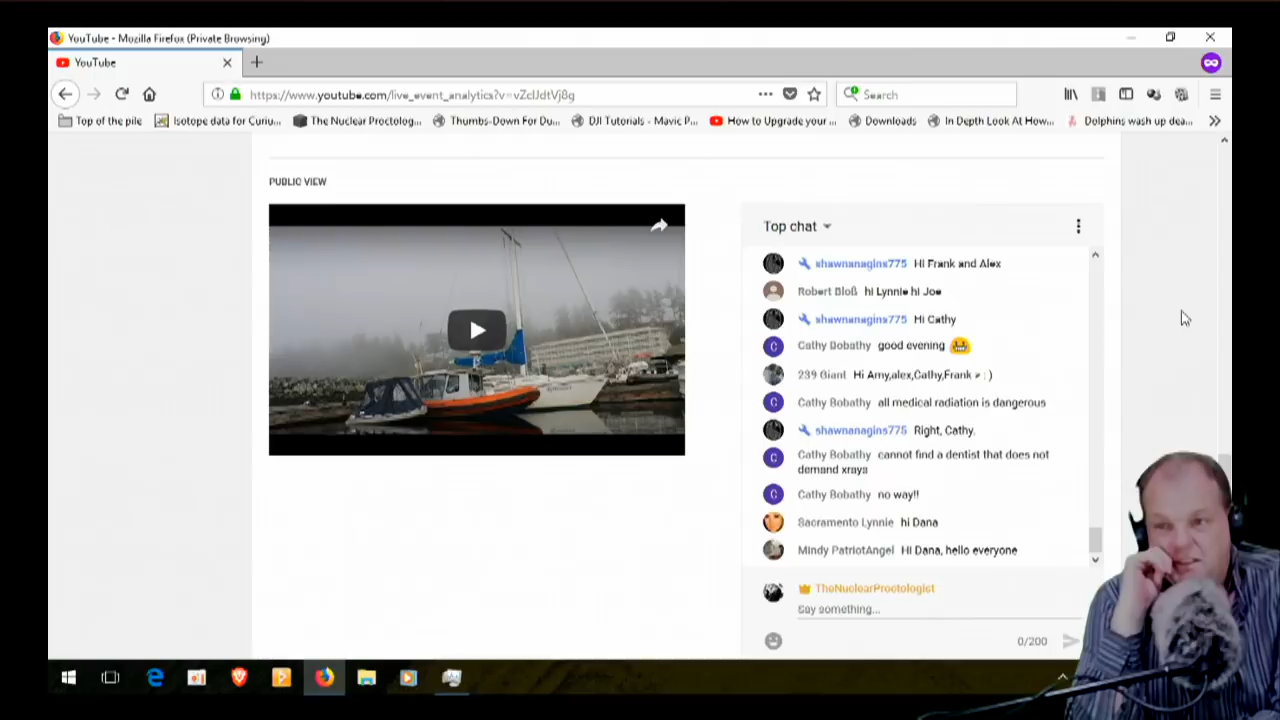 YouTube - Mozilla Firefox (Private Browsing)
YouTube
https://www.youtube.com/live_event_analytics?v=vZclJdtVj8g
Search
Top of the pile
Isotope data for Curiu...
The Nuclear Proctolog...
Thumbs-Down For Du...
DJI Tutorials - Mavic P...
How to Upgrade your ...
Downloads
In Depth Look At How...
Dolphins wash up dea...
PUBLIC VIEW
Top chat
shawnanagins775 Hi Frank and Alex
Robert Bloß hi Lynnie hi Joe
shawnanagins775 Hi Cathy
Cathy Bobathy good evening
239 Giant Hi Amy,alex,Cathy,Frank > : )
C Cathy Bobathy all medical radiation is dangerous
shawnanagins775 Right, Cathy.
C Cathy Bobathy cannot find a dentist that does not
demand xraya
C Cathy Bobathy no way!!
Sacramento Lynnie hi Dana
Mindy PatriotAngel Hi Dana, hello everyone
TheNuclearProctologist
Say something...
0/200